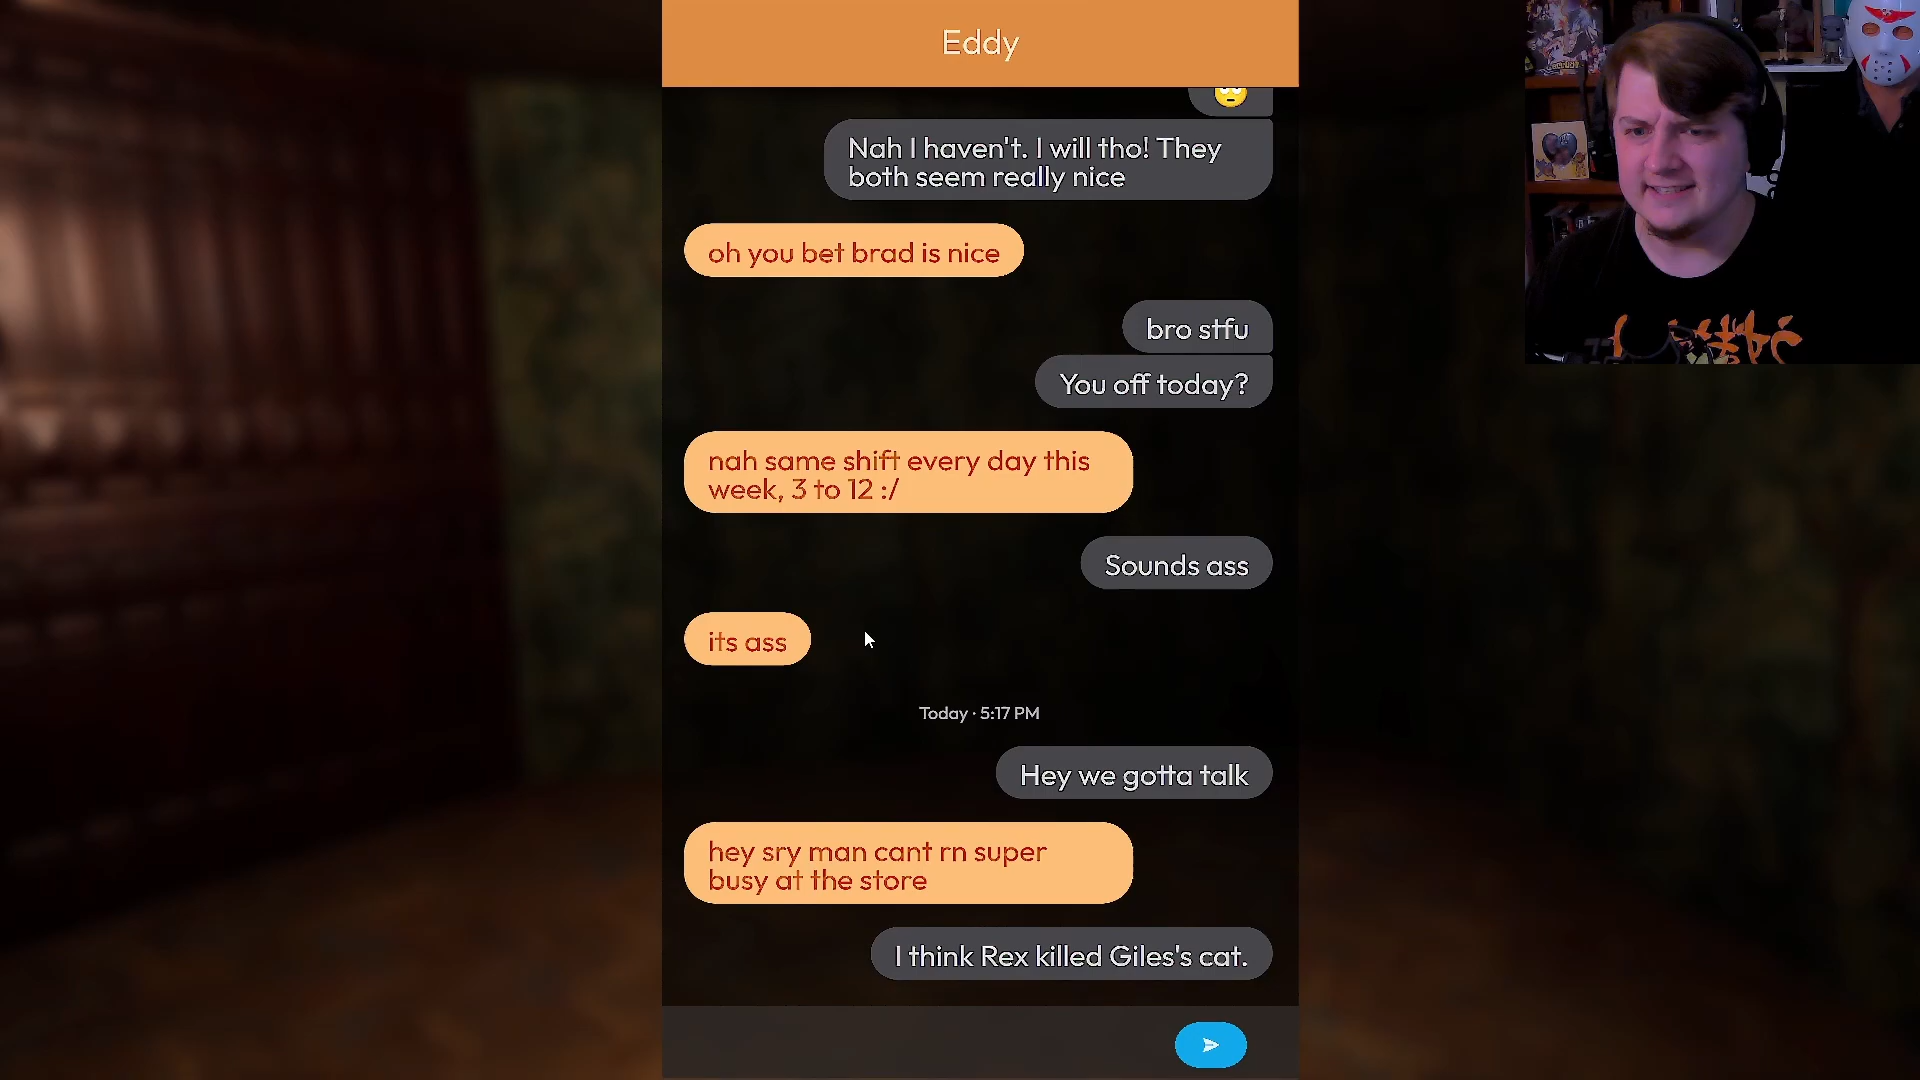 Eddy
Nah I haven't. I will tho! They
both seem really nice
oh you bet brad is nice
bro stfu
You off today?
nah same shift every day this
week, 3 to 12 :/
Sounds ass
its ass
Today · 5:17 PM
Hey we gotta talk
hey sry man cant rn super
busy at the store
I think Rex killed Giles's cat.